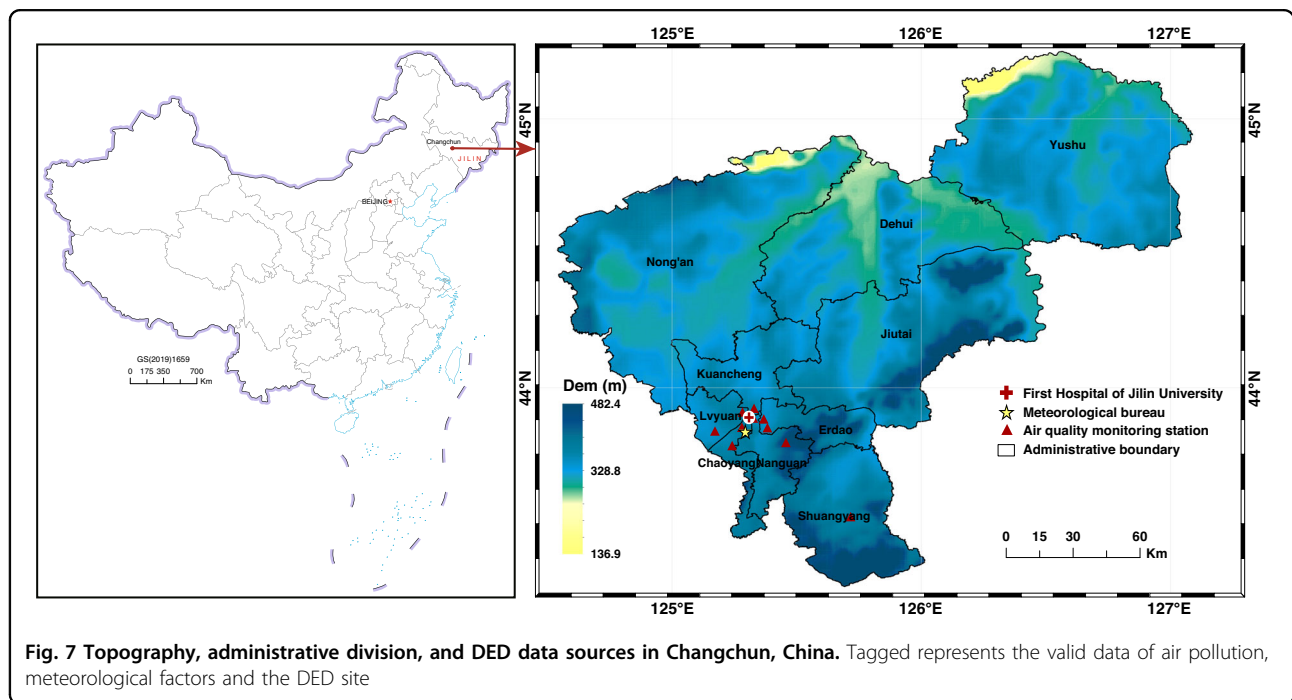 Changchun
JILIN
BEIJING
GS(2019)1659
0 175 350 700
Km
125°E 126°E 127°E
45°N 45°N
Yushu
Dehui
Nong'an
Jiutai
Kuancheng
44°N 44°N
Dem (m)
482.4
328.8
136.9
Lvyuan
Erdao
Chaoyang Nanguan
Shuangyang
First Hospital of Jilin University
Meteorological bureau
Air quality monitoring station
Administrative boundary
0 15 30 60
Km
125°E 126°E 127°E
Fig. 7 Topography, administrative division, and DED data sources in Changchun, China. Tagged represents the valid data of air pollution,
meteorological factors and the DED site